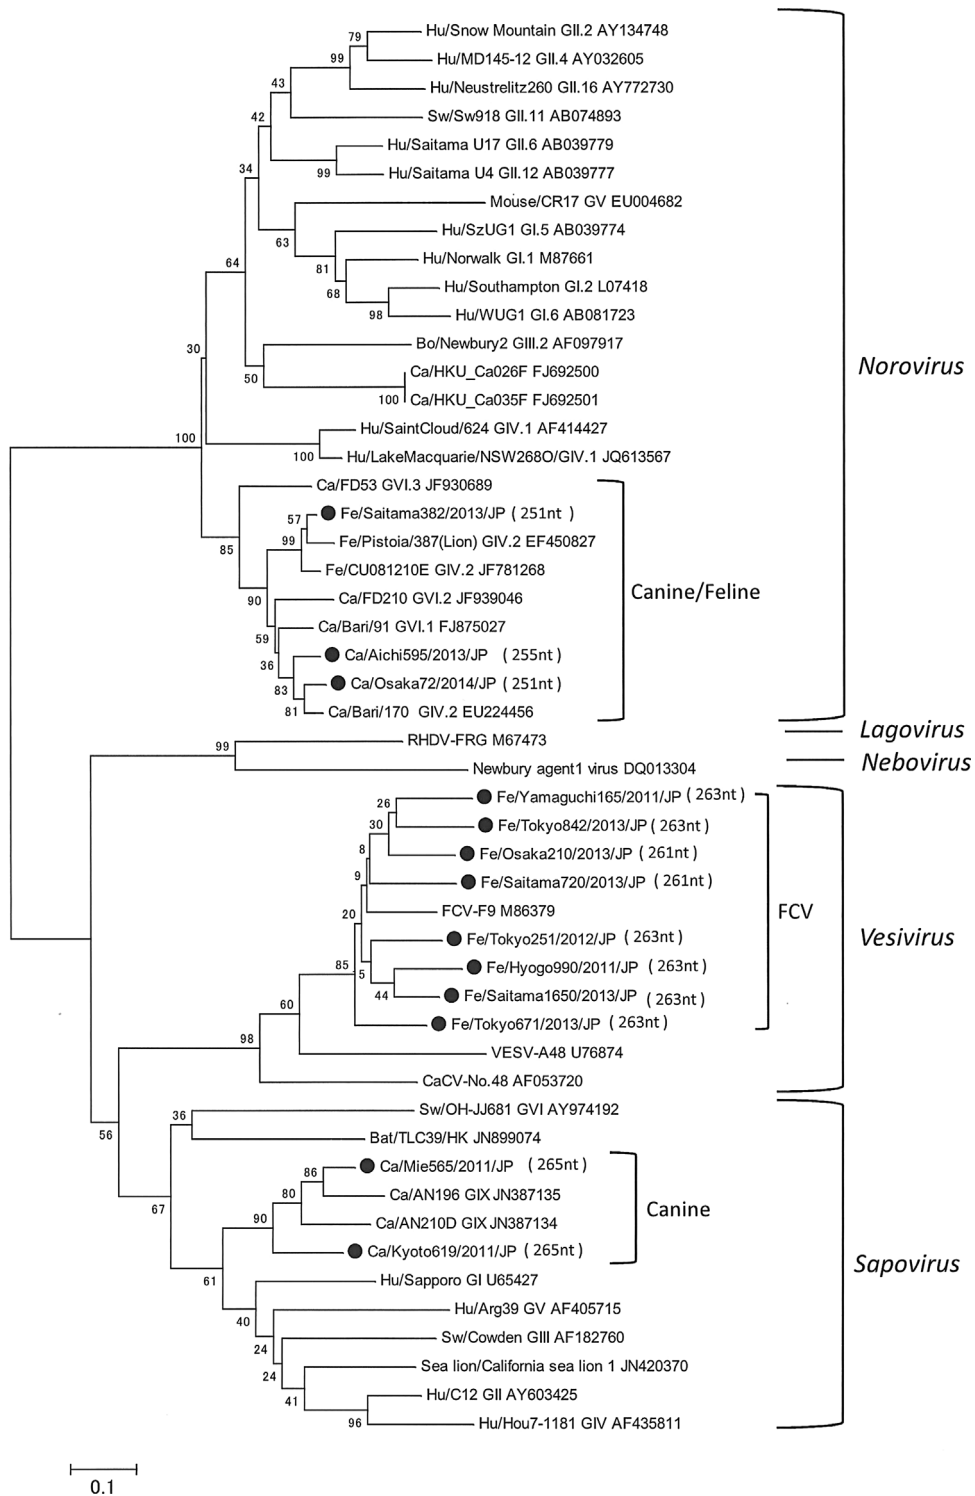 79
Hu/Snow Mountain GII.2 AY134748
99
Hu/MD145-12 GII.4 AY032605
43
Hu/Neustrelitz260 GII.16 AY772730
42
Sw/Sw918 GII.11 AB074893
Hu/Saitama U17 GII.6 AB039779
34
99
Hu/Saitama U4 GII.12 AB039777
Mouse/CR17 GV EU004682
63
Hu/SzUG1 GI.5 AB039774
64
81
Hu/Norwalk GI.1 M87661
68
Hu/Southampton GI.2 L07418
98
Hu/WUG1 GI.6 AB081723
30
Bo/Newbury2 GIII.2 AF097917
50
Ca/HKU_Ca026F FJ692500
Norovirus
100
Ca/HKU_Ca035F FJ692501
100
Hu/SaintCloud/624 GIV.1 AF414427
100
Hu/LakeMacquarie/NSW268O/GIV.1 JQ613567
Ca/FD53 GVI.3 JF930689
57
Fe/Saitama382/2013/JP ( 251nt )
85
99
Fe/Pistoia/387(Lion) GIV.2 EF450827
Fe/CU081210E GIV.2 JF781268
Canine/Feline
90
Ca/FD210 GVI.2 JF939046
59
Ca/Bari/91 GVI.1 FJ875027
36
Ca/Aichi595/2013/JP ( 255nt )
83
Ca/Osaka72/2014/JP ( 251nt )
81
Ca/Bari/170 GIV.2 EU224456
Lagovirus
99
RHDV-FRG M67473
Nebovirus
Newbury agent1 virus DQ013304
26
Fe/Yamaguchi165/2011/JP ( 263nt )
30
Fe/Tokyo842/2013/JP ( 263nt )
8
Fe/Osaka210/2013/JP ( 261nt )
9
Fe/Saitama720/2013/JP ( 261nt )
20
FCV-F9 M86379
FCV
Fe/Tokyo251/2012/JP ( 263nt )
Vesivirus
85
5
Fe/Hyogo990/2011/JP ( 263nt )
44
Fe/Saitama1650/2013/JP ( 263nt )
60
Fe/Tokyo671/2013/JP ( 263nt )
98
VESV-A48 U76874
CaCV-No.48 AF053720
36
Sw/OH-JJ681 GVI AY974192
56
Bat/TLC39/HK JN899074
86
Ca/Mie565/2011/JP ( 265nt )
80
Ca/AN196 GIX JN387135
67
90
Ca/AN210D GIX JN387134
Canine
Ca/Kyoto619/2011/JP ( 265nt )
Sapovirus
61
Hu/Sapporo GI U65427
40
Hu/Arg39 GV AF405715
24
Sw/Cowden GIII AF182760
24
Sea lion/California sea lion 1 JN420370
41
Hu/C12 GII AY603425
96
Hu/Hou7-1181 GIV AF435811
0.1